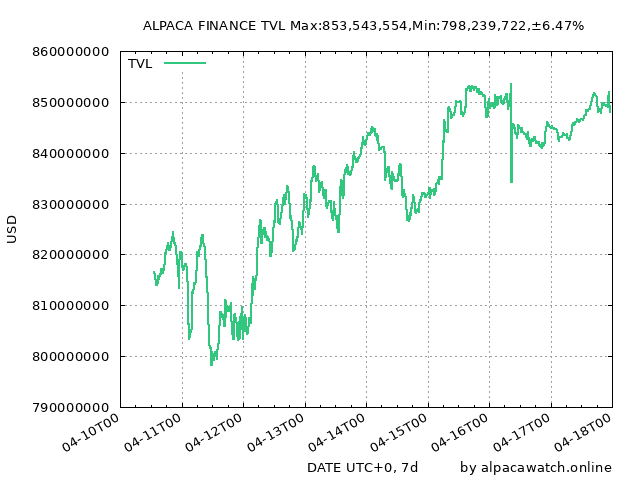 ALPACA FINANCE TVL Max:853,543,554,Min:798,239,722,±6.47%
TVL
860000000
850000000
840000000
830000000
820000000
810000000
800000000
790000000
USD
04-10T00
04-11T00
04-12T00
04-13T00
04-14T00
04-15T00
04-16T00
04-17T00
04-18T00
DATE UTC+0, 7d
by alpacawatch.online